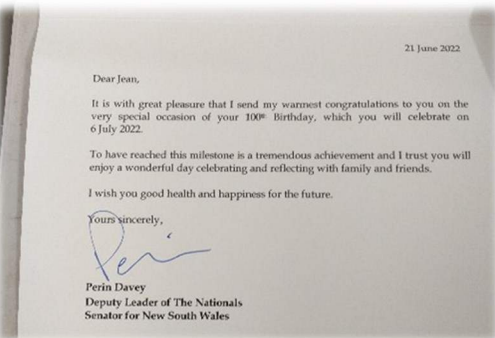 21 June 2022
Dear Jean,
It is with great pleasure that I send my warmest congratulations to you on the
very special occasion of your 100th Birthday, which you will celebrate on
6 July 2022.
To have reached this milestone is a tremendous achievement and I trust you will
enjoy a wonderful day celebrating and reflecting with family and friends.
I wish you good health and happiness for the future.
Yours sincerely,
Perin
Perin Davey
Deputy Leader of The Nationals
Senator for New South Wales